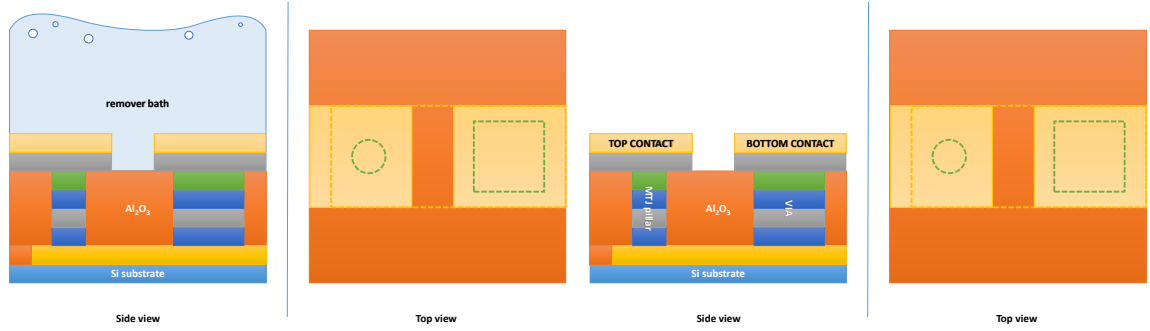 remover bath
Al2O3
Si substrate
Side view
Top view
TOP CONTACT
BOTTOM CONTACT
MTJ pillar
Al2O3
VIA
Si substrate
Side view
Top view